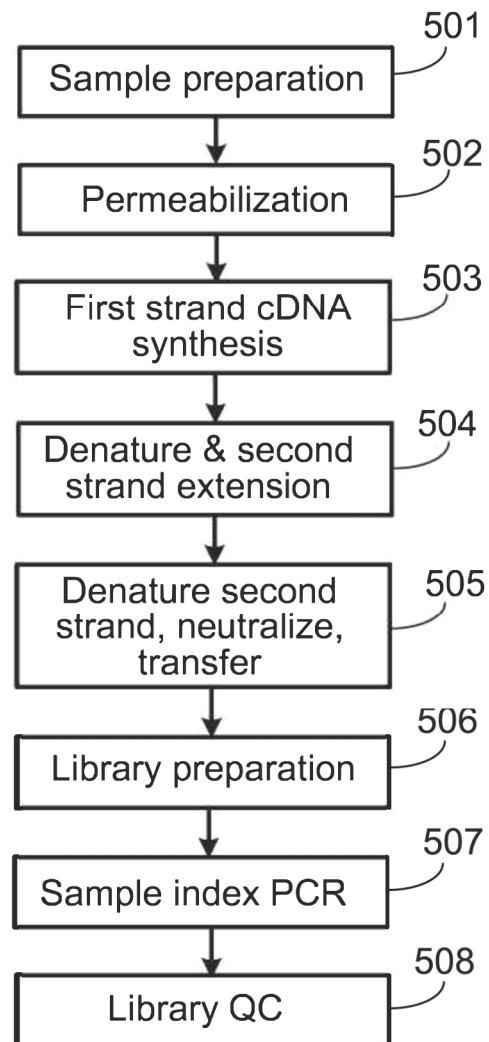 501
Sample preparation
502
Permeabilization
503
First strand cDNA
synthesis
504
Denature & second
strand extension
505
Denature second
strand, neutralize,
transfer
506
Library preparation
507
Sample index PCR
508
Library QC